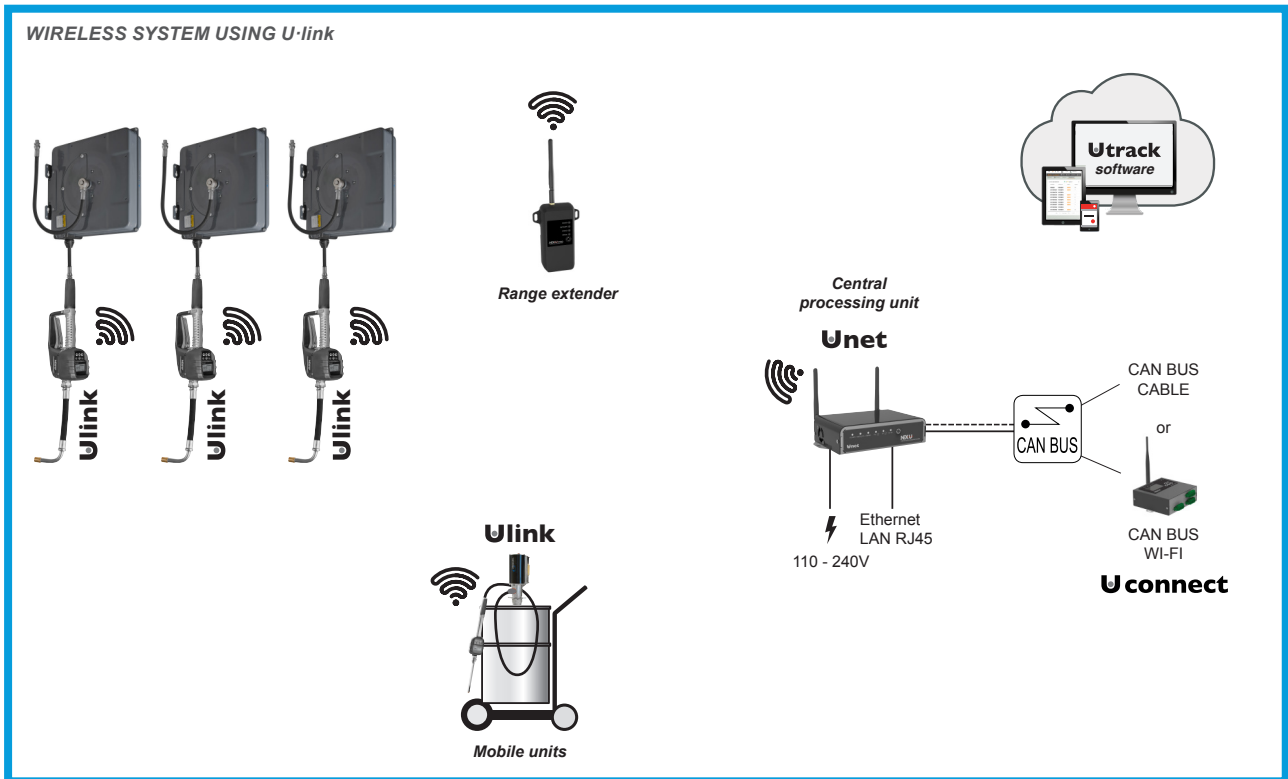 WIRELESS SYSTEM USING U·link
Utrack
software
Range extender
Central
processing unit
Unet
CAN BUS
CABLE
or
CAN BUS
CAN BUS
WI-FI
Uconnect
Ethernet
LAN RJ45
110 - 240V
Ulink
Ulink
Ulink
Ulink
Mobile units